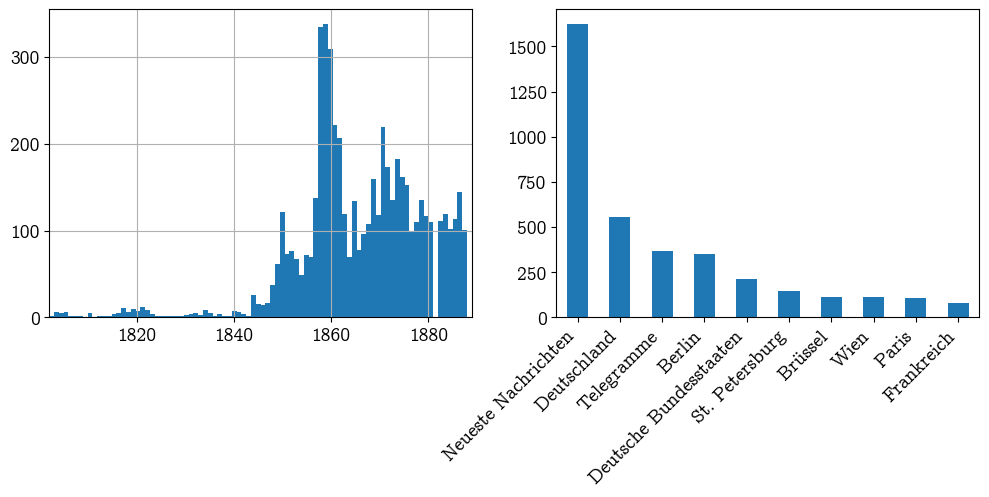 300
200
100
0
1820
1840
1860
1880
1500
1250
1000
750
500
250
0
Neueste Nachrichten
Deutschland
Telegramme
Berlin
Deutsche Bundesstaaten
St. Petersburg
Brüssel
Wien
Paris
Frankreich